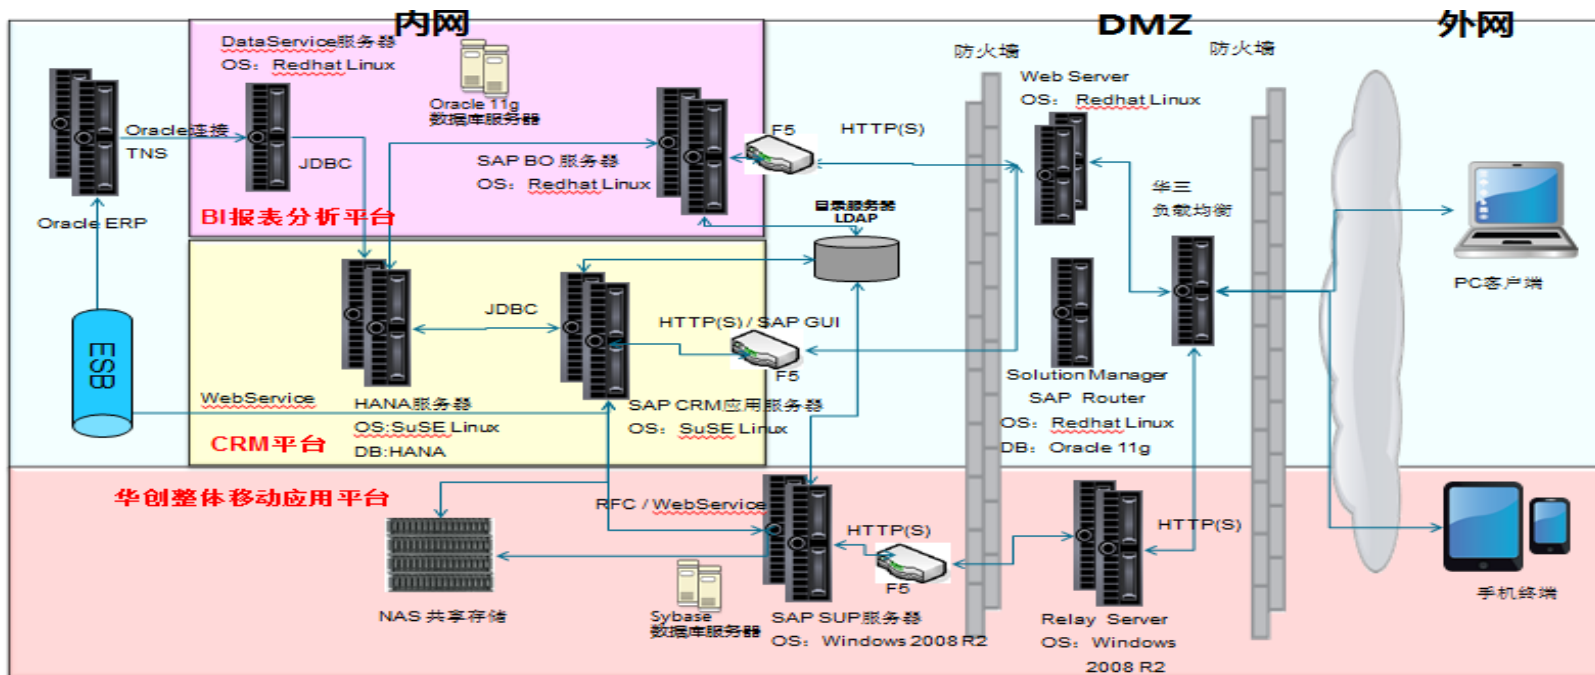 内网
DMZ
外网
DataService服务器
OS：Redhat Linux
Oracle 11g
数据库服务器
防火墙
防火墙
Web Server
OS：Redhat Linux
Oracle连接
TNS
JDBC
SAP BO 服务器
OS：Redhat Linux
F5
HTTP(S)
BI报表分析平台
Oracle ERP
目录服务器
LDAP
华三
负载均衡
PC客户端
JDBC
HTTP(S) / SAP GUI
F5
ESB
WebService
HANA服务器
OS:SuSE Linux
DB:HANA
CRM平台
SAP CRM应用服务器
OS：SuSE Linux
Solution Manager
SAP Router
OS：Redhat Linux
DB：Oracle 11g
华创整体移动应用平台
RFC / WebService
HTTP(S)
F5
HTTP(S)
NAS 共享存储
Sybase
数据库服务器
SAP SUP服务器
OS：Windows 2008 R2
Relay Server
OS：Windows
2008 R2
手机终端